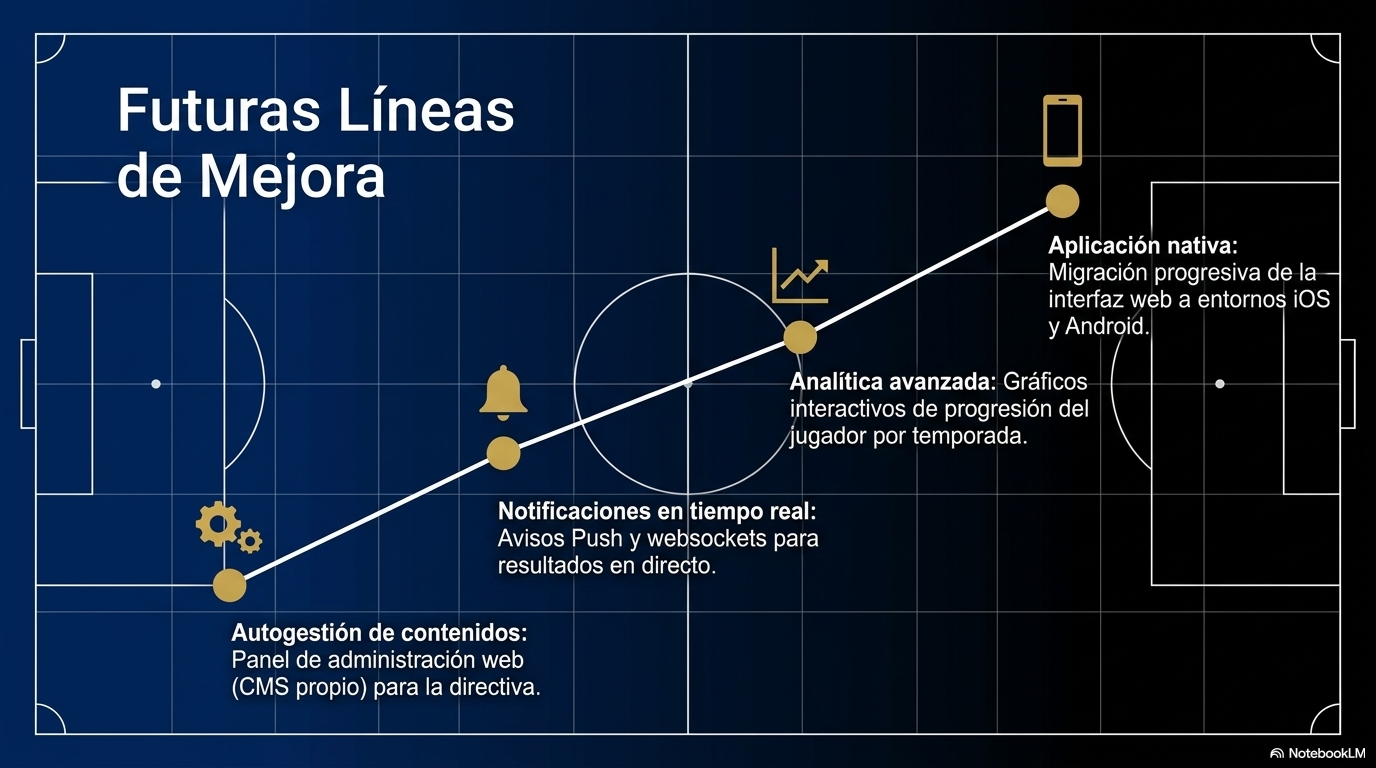 Futuras Líneas
de Mejora
Aplicación nativa:
Migración progresiva de la
interfaz web a entornos iOS
y Android.
Analítica avanzada: Gráficos
interactivos de progresión del
jugador por temporada.
Notificaciones en tiempo real:
Avisos Push y websockets para
resultados en directo.
Autogestión de contenidos:
Panel de administración web
(CMS propio) para la directiva.
NotebookLM